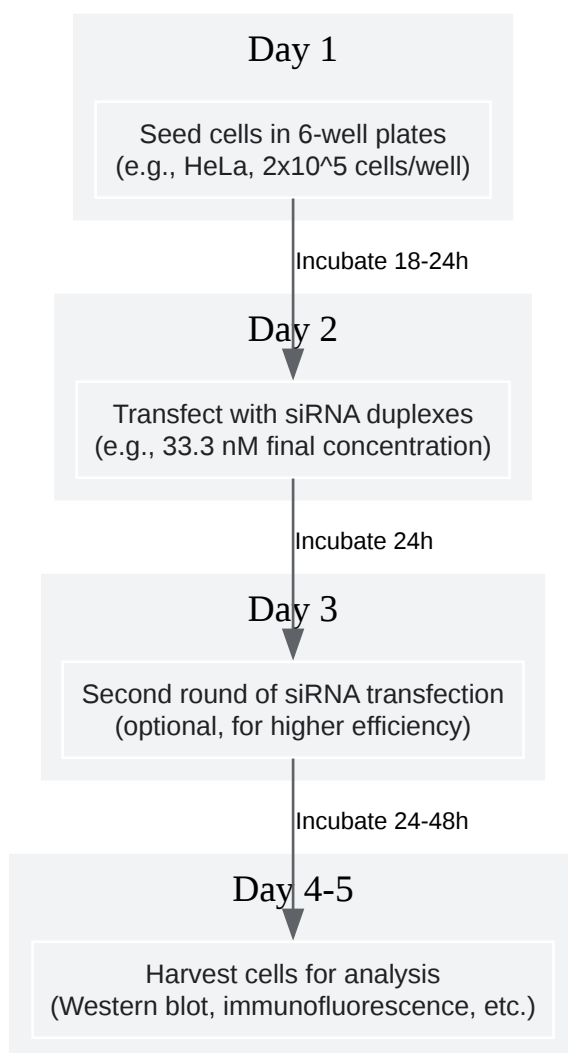 Day 1
Seed cells in 6-well plates
(e.g., HeLa, 2x10^5 cells/well)
Incubate 18-24h
Day 2
Transfect with siRNA duplexes
(e.g., 33.3 nM final concentration)
Incubate 24h
Day 3
Second round of siRNA transfection
(optional, for higher efficiency)
Incubate 24-48h
Day 4-5
Harvest cells for analysis
(Western blot, immunofluorescence, etc.)